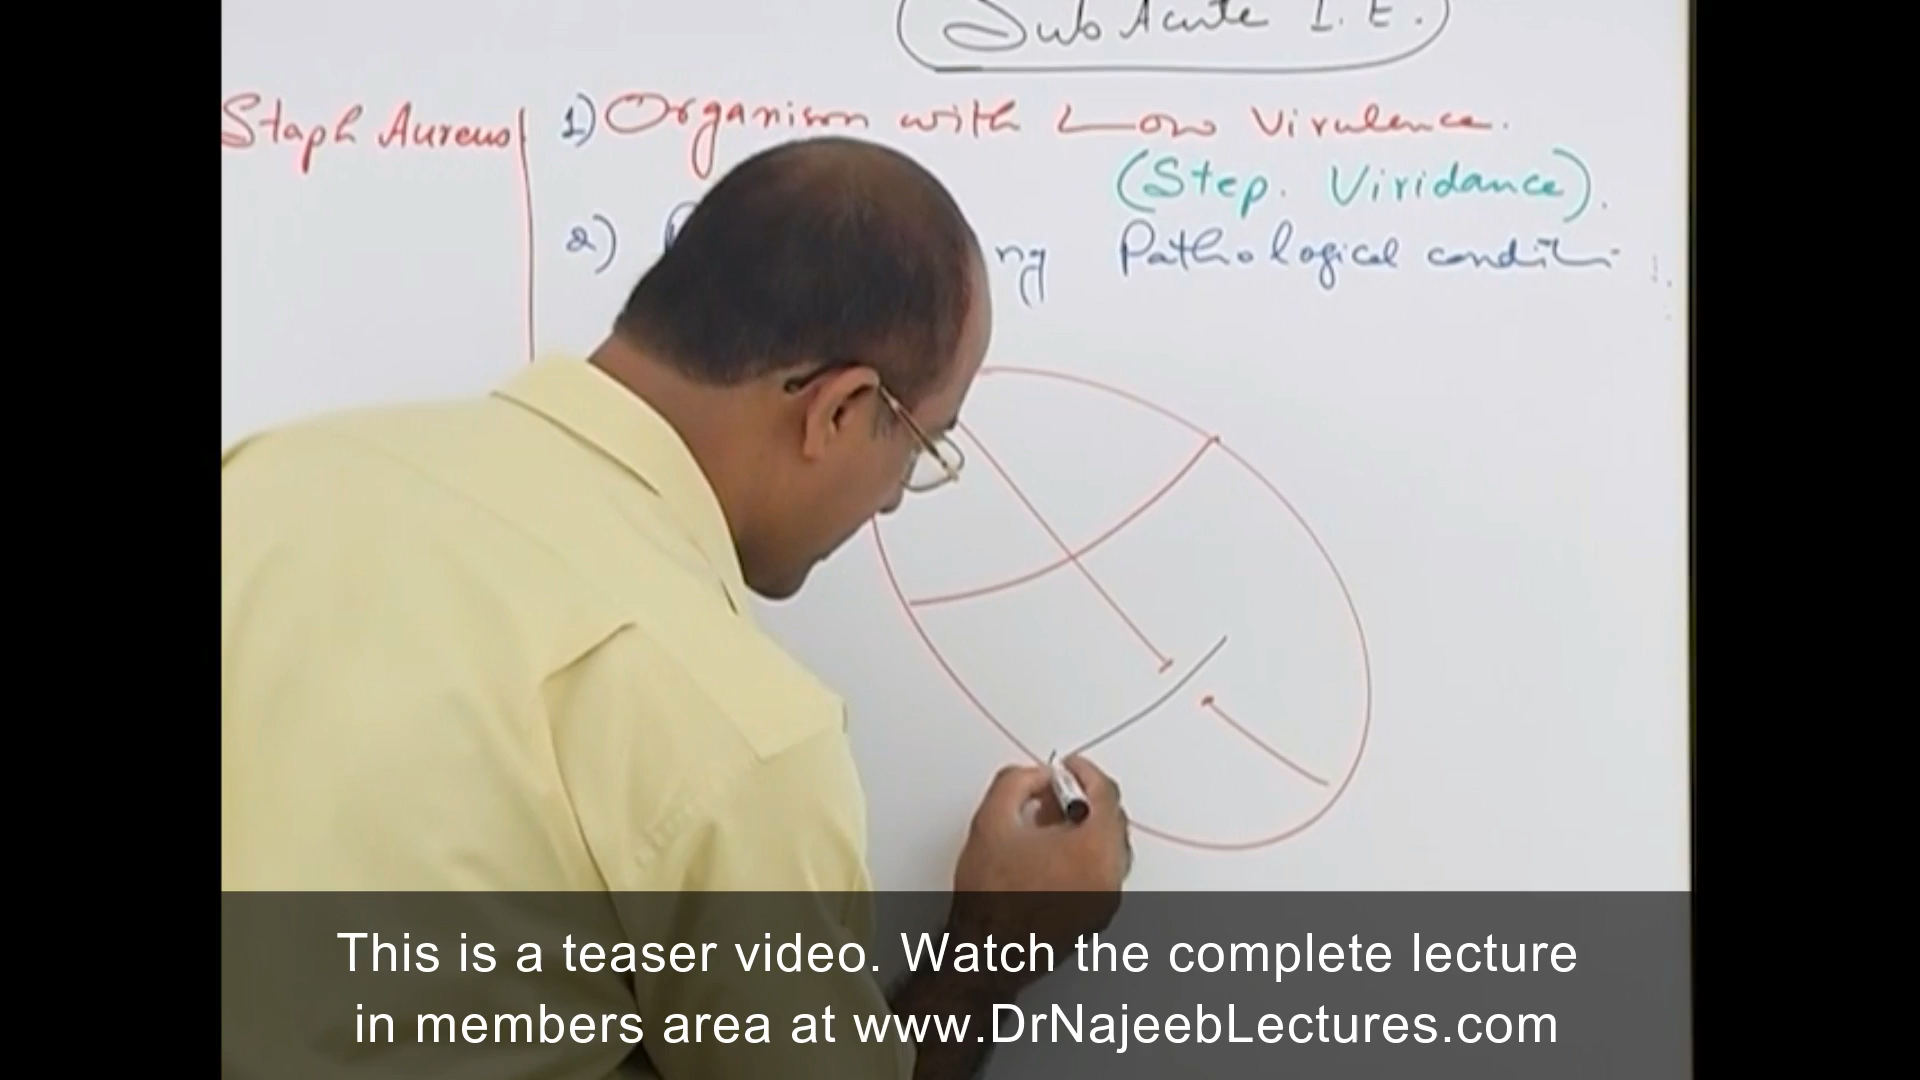 Sub Acute I.E.
Staph Aureus
1) Organism with Low Virulence.
(Step. Viridance).
2) Pathological
This is a teaser video. Watch the complete lecture
in members area at www.DrNajeebLectures.com